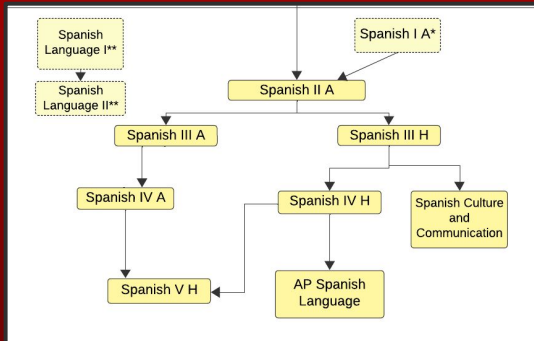 Spanish
Language I**
Spanish I A*
Spanish
Language II**
Spanish II A
Spanish III A
Spanish III H
Spanish IV A
Spanish IV H
Spanish Culture
and
Communication
Spanish V H
AP Spanish
Language